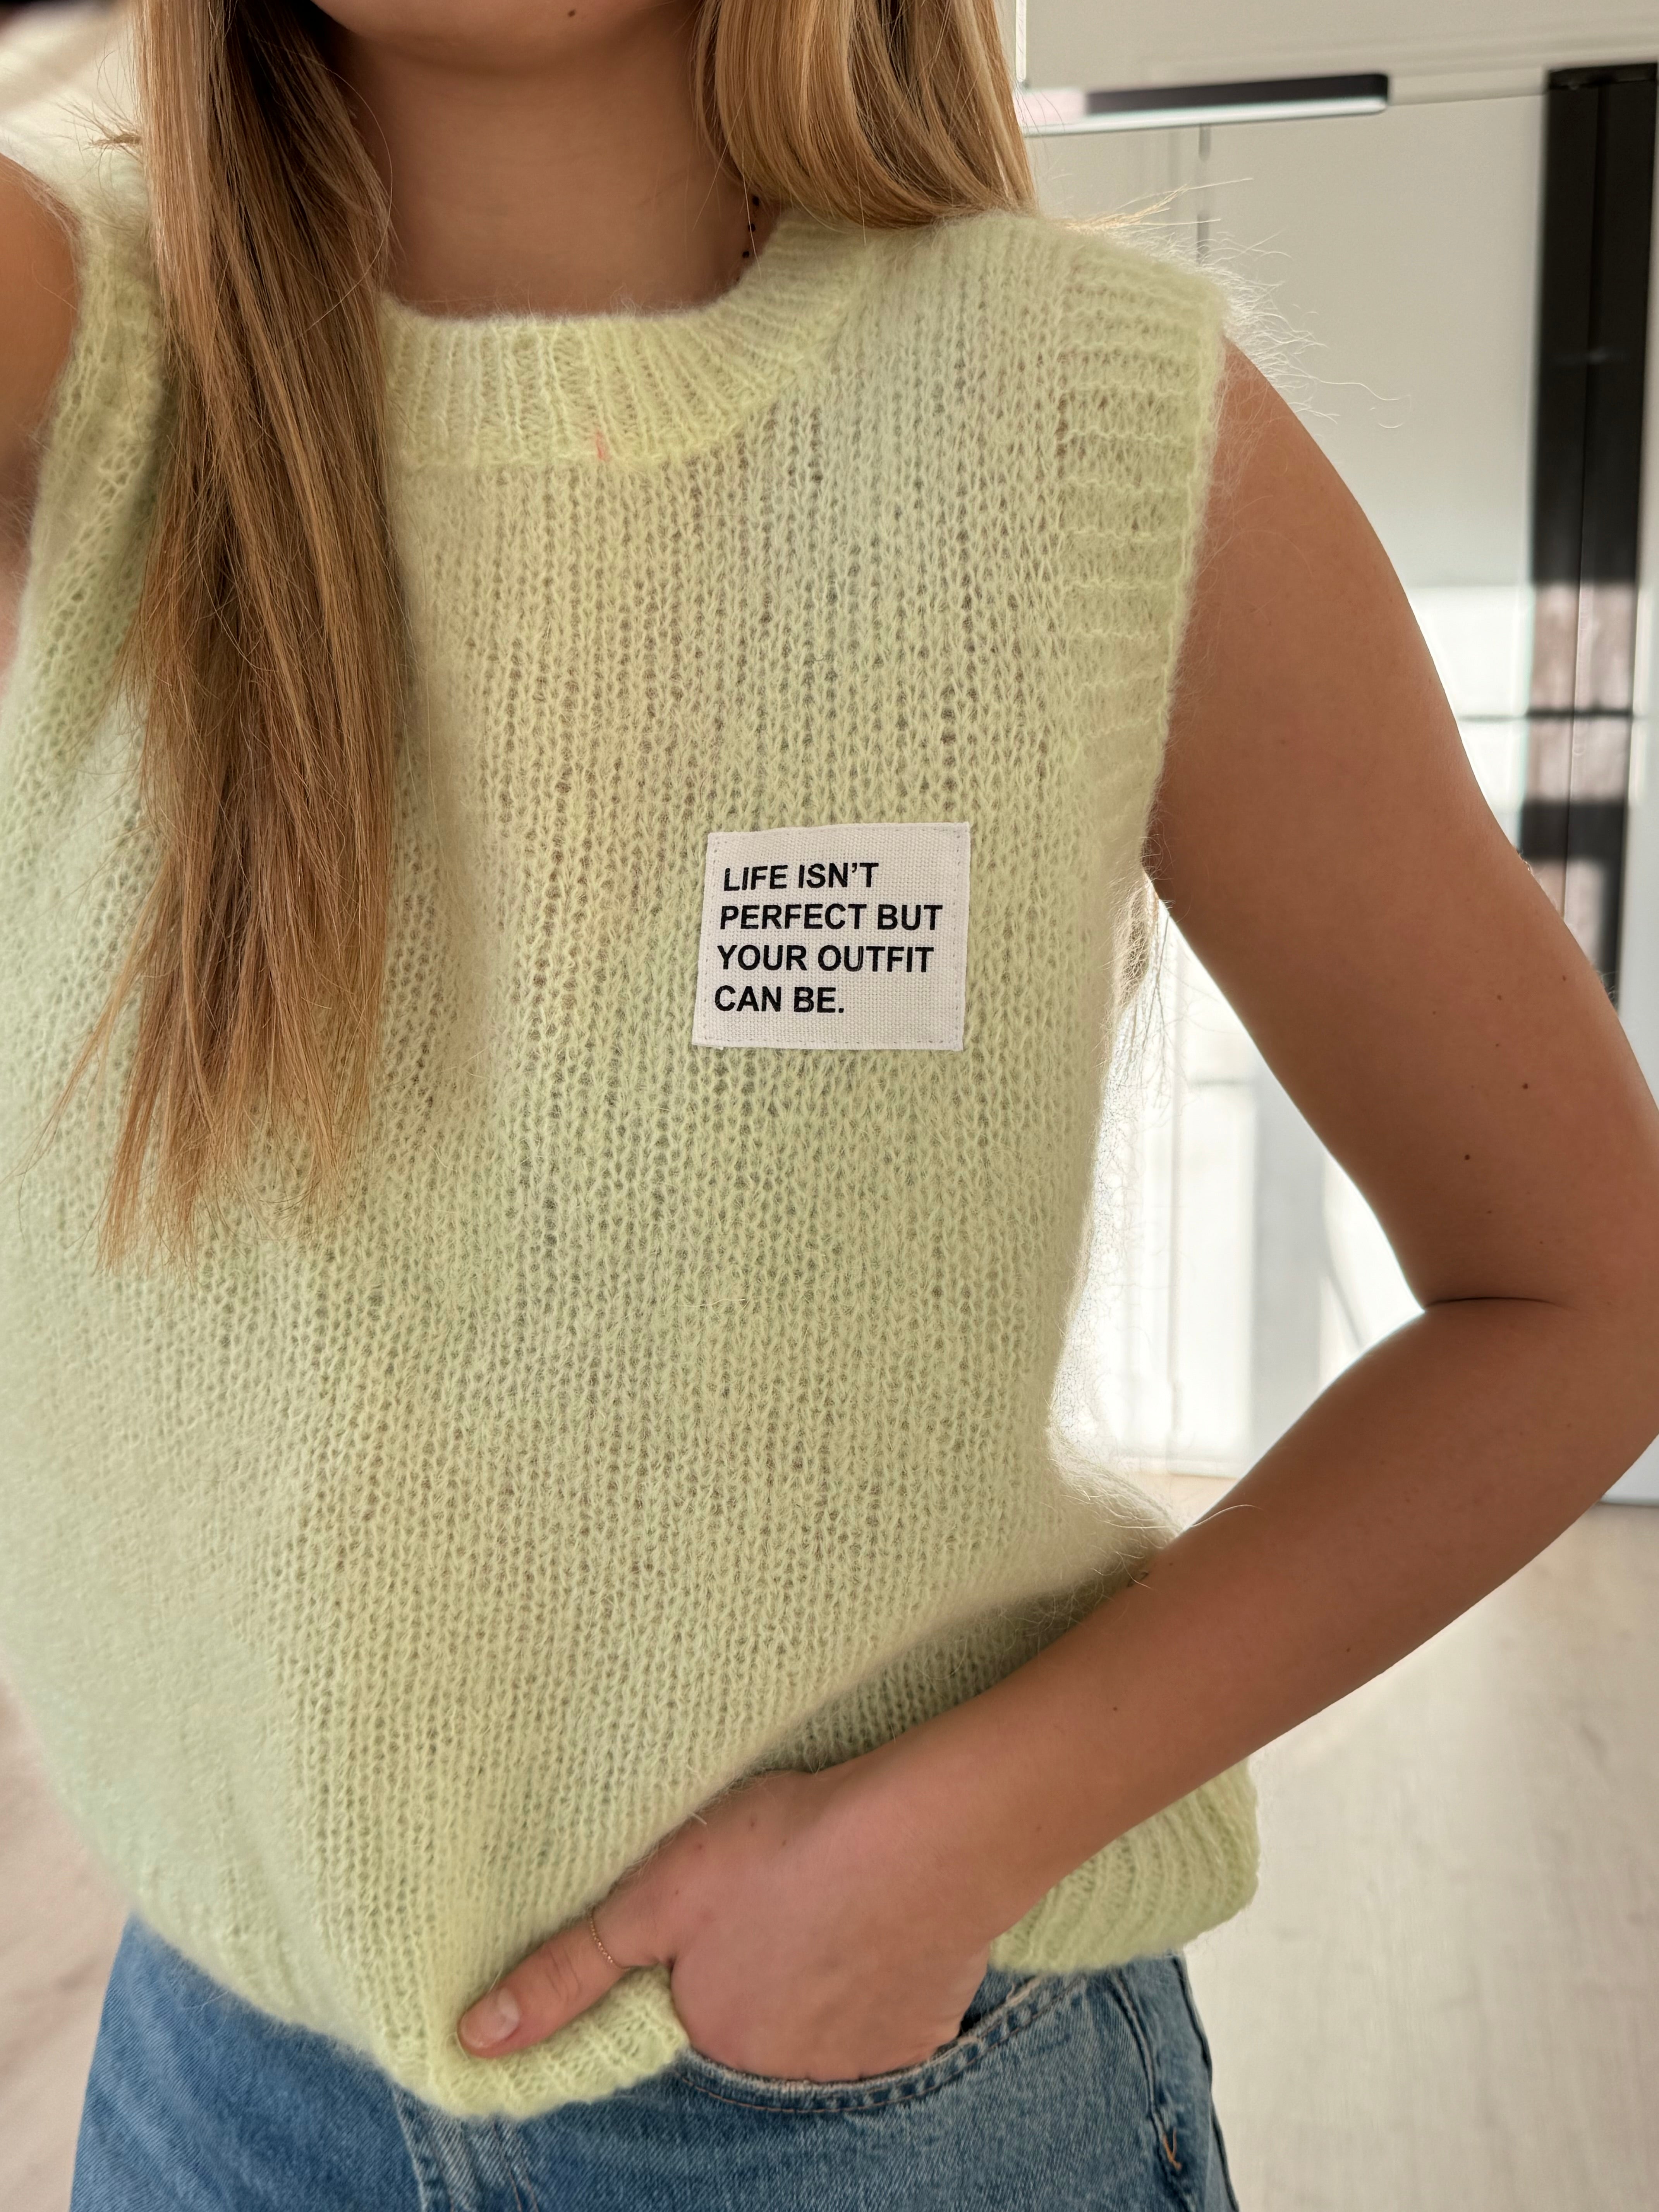 LIFE ISN'T
PERFECT BUT
YOUR OUTFIT
CAN BE.